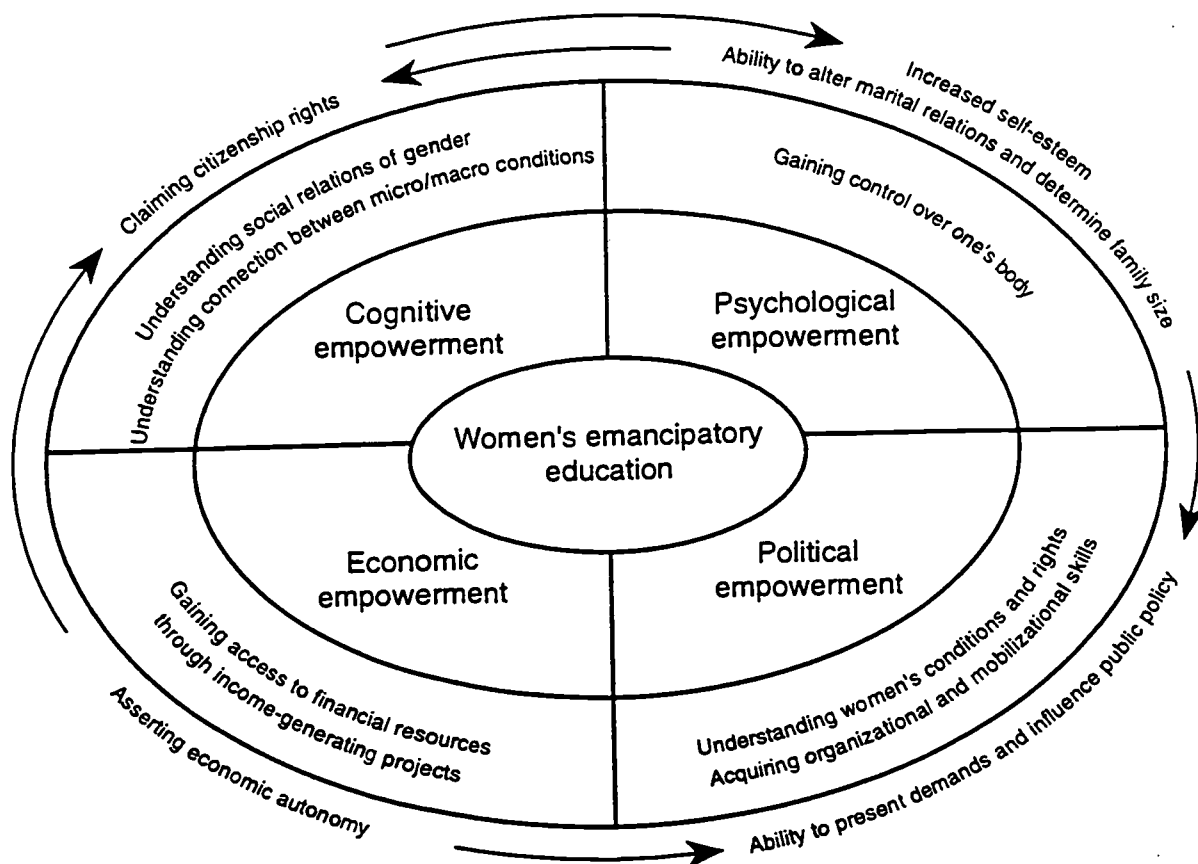 Claiming citizenship rights
Understanding social relations of gender
Understanding connection between micro/macro conditions
Cognitive
empowerment
Increased self-esteem
Ability to alter marital relations and determine family size
Gaining control over one's body
Psychological
empowerment
Women's emancipatory
education
Economic
empowerment
Gaining access to financial resources
through income-generating projects
Asserting economic autonomy
Political
empowerment
Understanding women's conditions and rights
Acquiring organizational and mobilizational skills
Ability to present demands and influence public policy